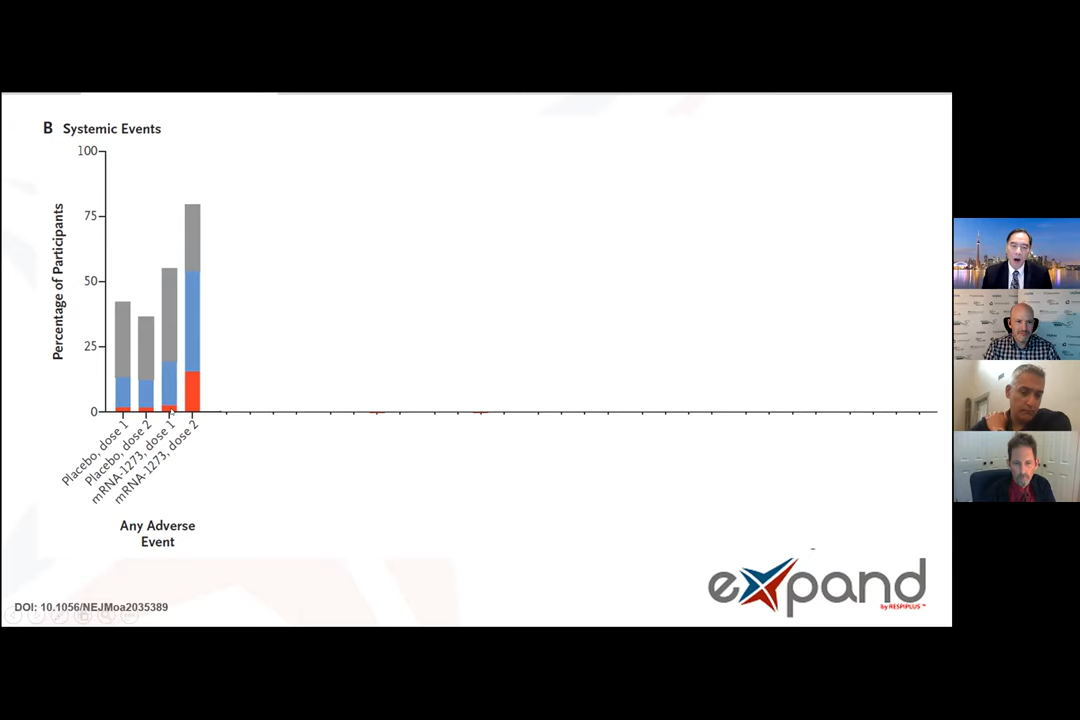 B Systemic Events
100
75
50
25
0
Percentage of Participants
Placebo, dose 1
Placebo, dose 2
mRNA-1273, dose 1
mRNA-1273, dose 2
Any Adverse
Event
DOI: 10.1056/NEJMoa2035389
expand
by RESPIPLUS™